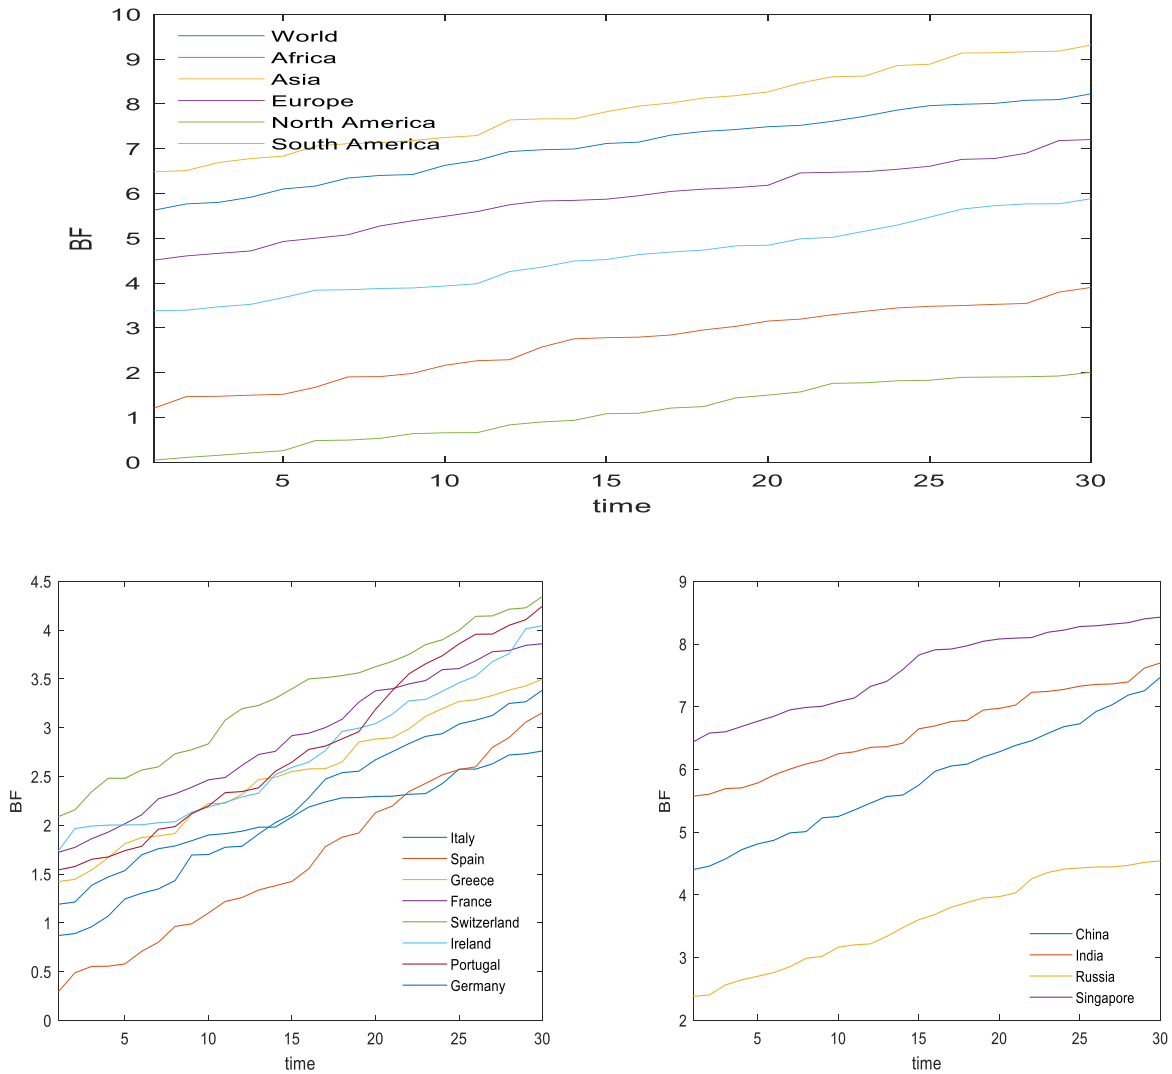 10
9
8
7
6
5
4
3
2
1
0
BF
World
Africa
Asia
Europe
North America
South America
5
10
15
20
25
30
time
4.5
4
3.5
3
2.5
2
1.5
1
0.5
0
BF
Italy
Spain
Greece
France
Switzerland
Ireland
Portugal
Germany
5
10
15
20
25
30
time
9
8
7
6
5
4
3
2
BF
China
India
Russia
Singapore
5
10
15
20
25
30
time